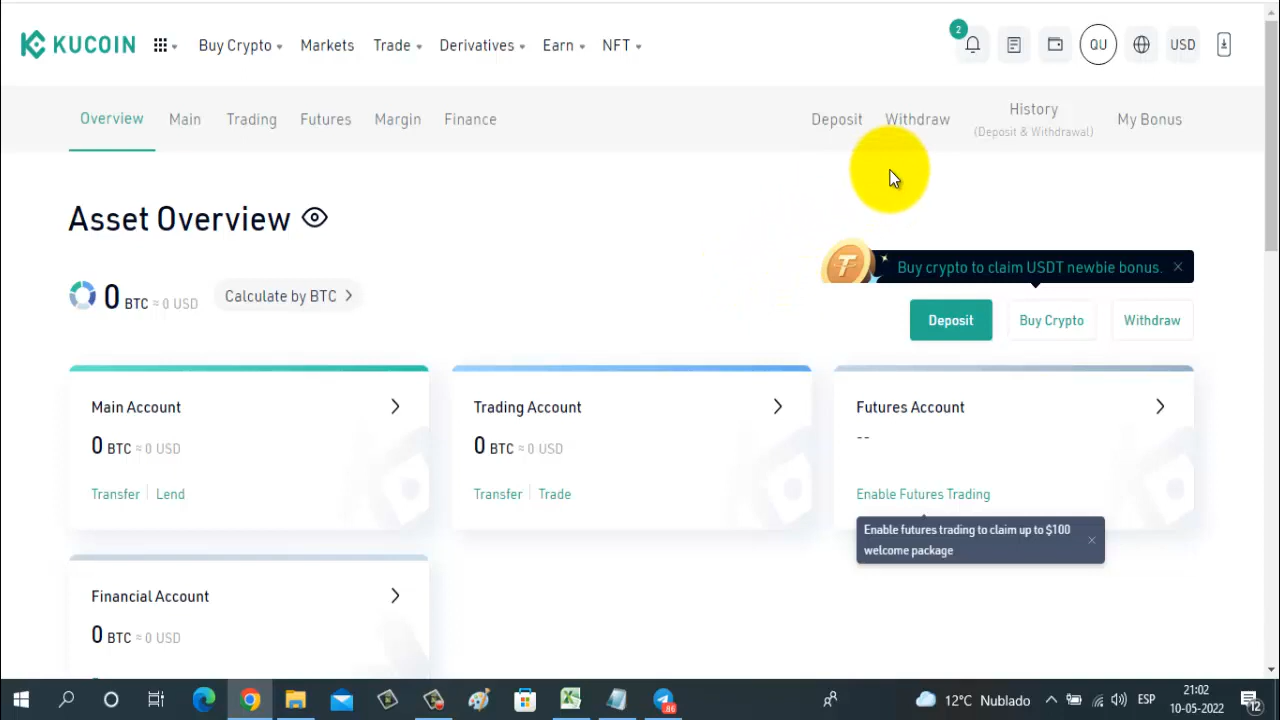 KUCOIN Buy Crypto Markets Trade Derivatives Earn NFT 2 QU USD
Overview Main Trading Futures Margin Finance Deposit Withdraw History My Bonus
(Deposit & Withdrawal)
Asset Overview
Buy crypto to claim USDT newbie bonus.
0 BTC ≈ 0 USD Calculate by BTC
Deposit Buy Crypto Withdraw
Main Account
0 BTC ≈ 0 USD
Transfer Lend
Trading Account
0 BTC ≈ 0 USD
Transfer Trade
Futures Account
--
Enable Futures Trading
Enable futures trading to claim up to $100
welcome package
Financial Account
0 BTC ≈ 0 USD
12°C Nublado ESP 21:02
10-05-2022 12